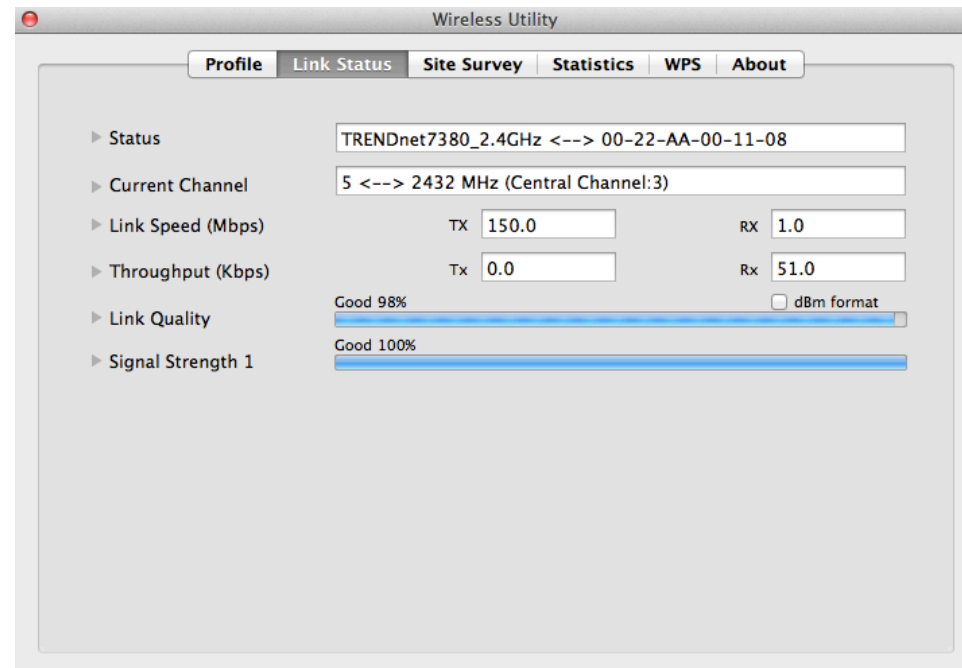 Wireless Utility
Profile Link Status Site Survey Statistics WPS About
Status TRENDnet7380_2.4GHz <--> 00-22-AA-00-11-08
Current Channel 5 <--> 2432 MHz (Central Channel:3)
Link Speed (Mbps) TX 150.0 RX 1.0
Throughput (Kbps) Tx 0.0 Rx 51.0
Good 98% dBm format
Link Quality
Good 100%
Signal Strength 1